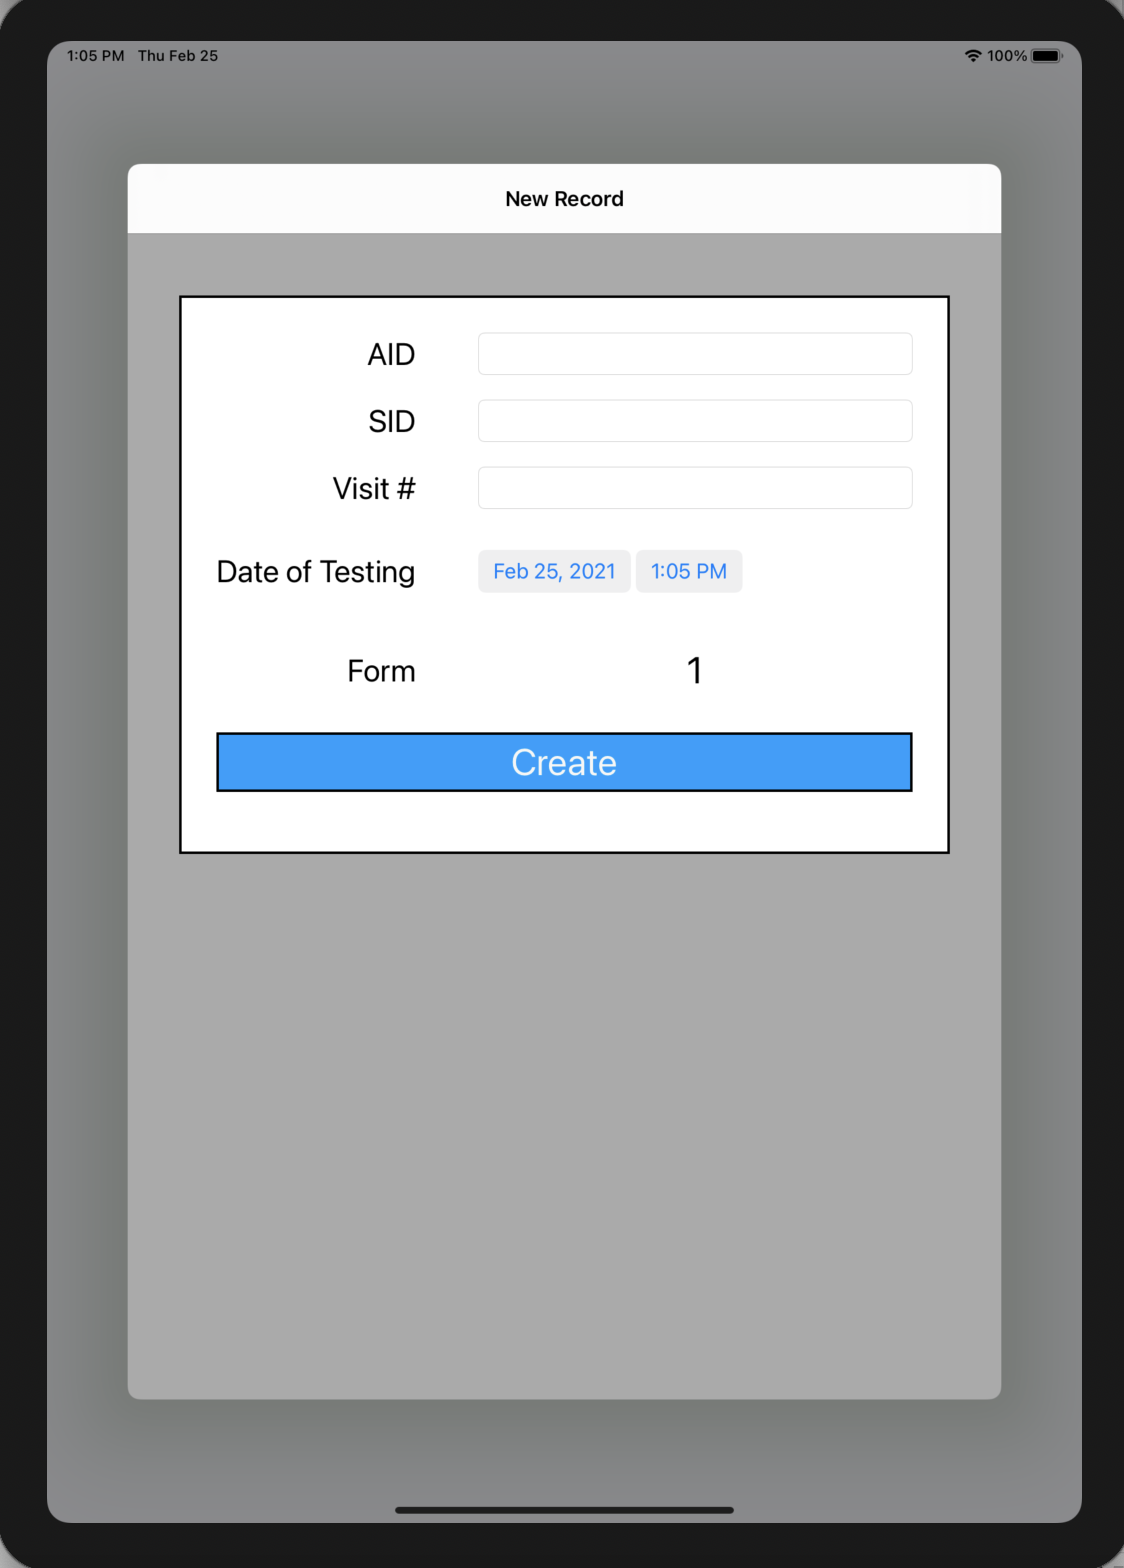 1:05 PM Thu Feb 25 100%
New Record
AID
SID
Visit #
Date of Testing Feb 25, 2021 1:05 PM
Form 1
Create